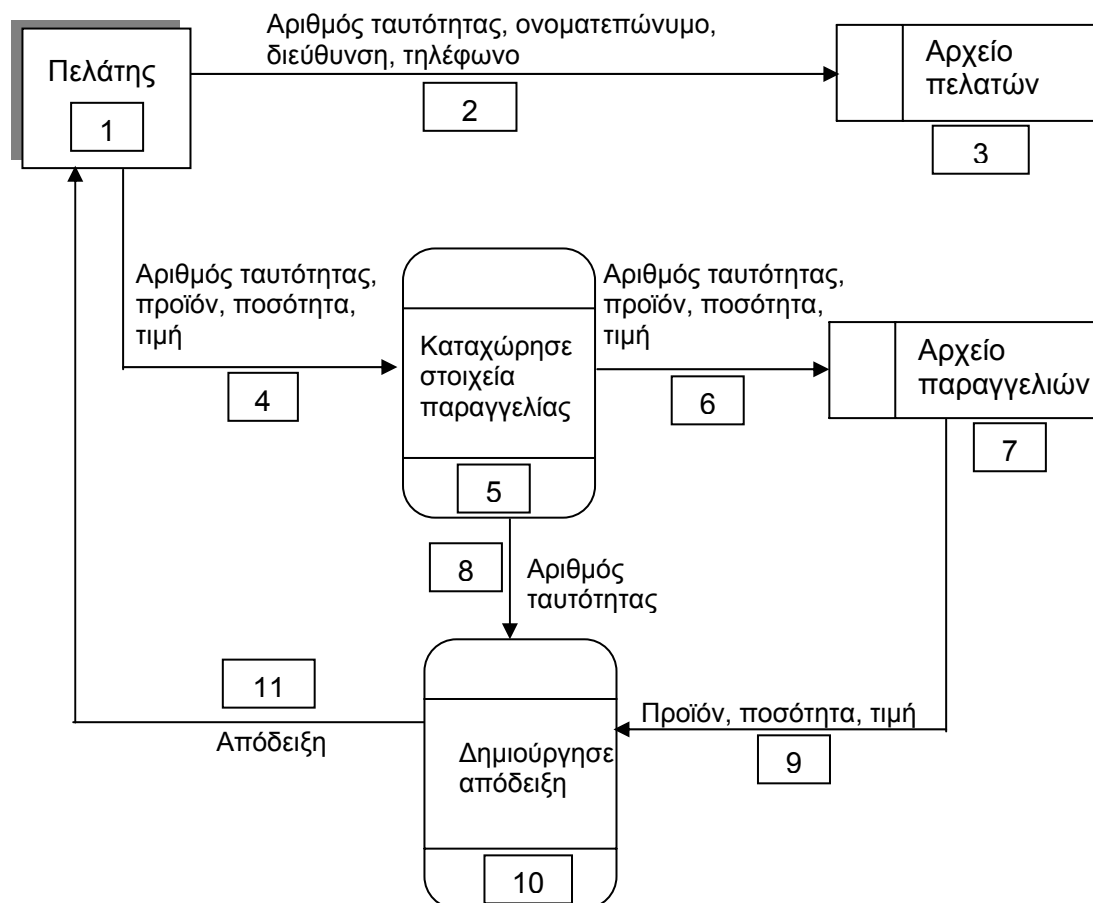 Αριθμός ταυτότητας, ονοματεπώνυμο,
διεύθυνση, τηλέφωνο
Πελάτης
1
2
Αρχείο
πελατών
3
Αριθμός ταυτότητας,
προϊόν, ποσότητα,
τιμή
4
Καταχώρησε
στοιχεία
παραγγελίας
5
Αριθμός ταυτότητας,
προϊόν, ποσότητα,
τιμή
6
Αρχείο
παραγγελιών
7
8
Αριθμός
ταυτότητας
11
Απόδειξη
Προϊόν, ποσότητα, τιμή
9
Δημιούργησε
απόδειξη
10